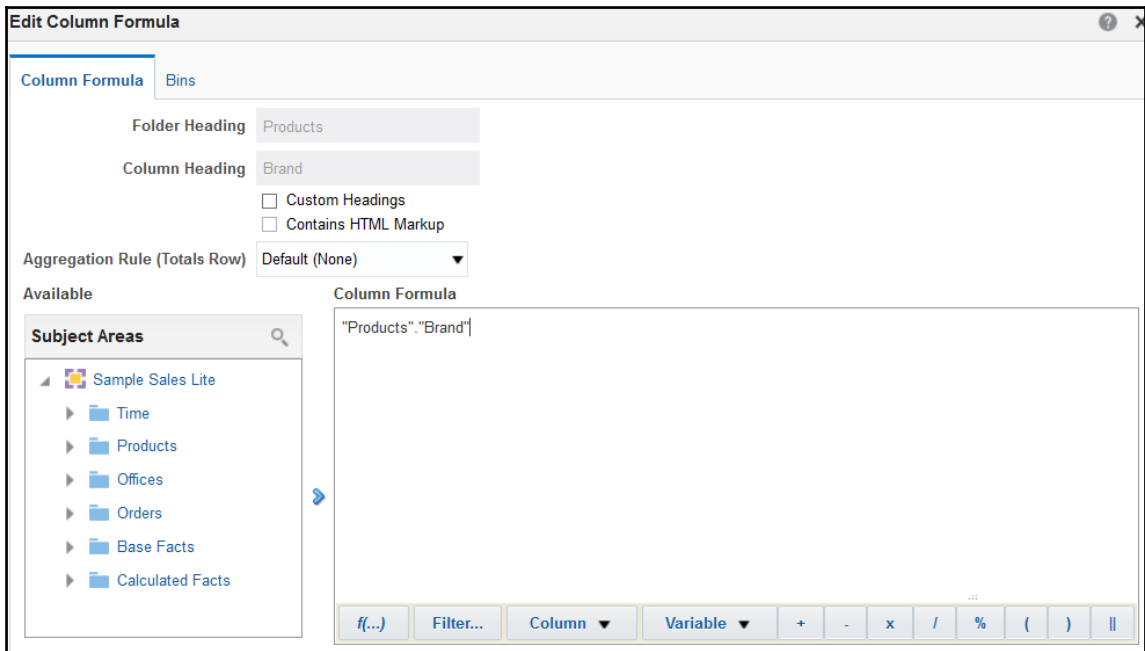 Edit Column Formula ? X
Column Formula Bins
Folder Heading Products
Column Heading Brand
Custom Headings
Contains HTML Markup
Aggregation Rule (Totals Row) Default (None)
Available Column Formula
Subject Areas "Products"."Brand"
Sample Sales Lite
Time
Products
Offices
Orders
Base Facts
Calculated Facts
f(...) Filter... Column Variable + - x / % ( ) ||